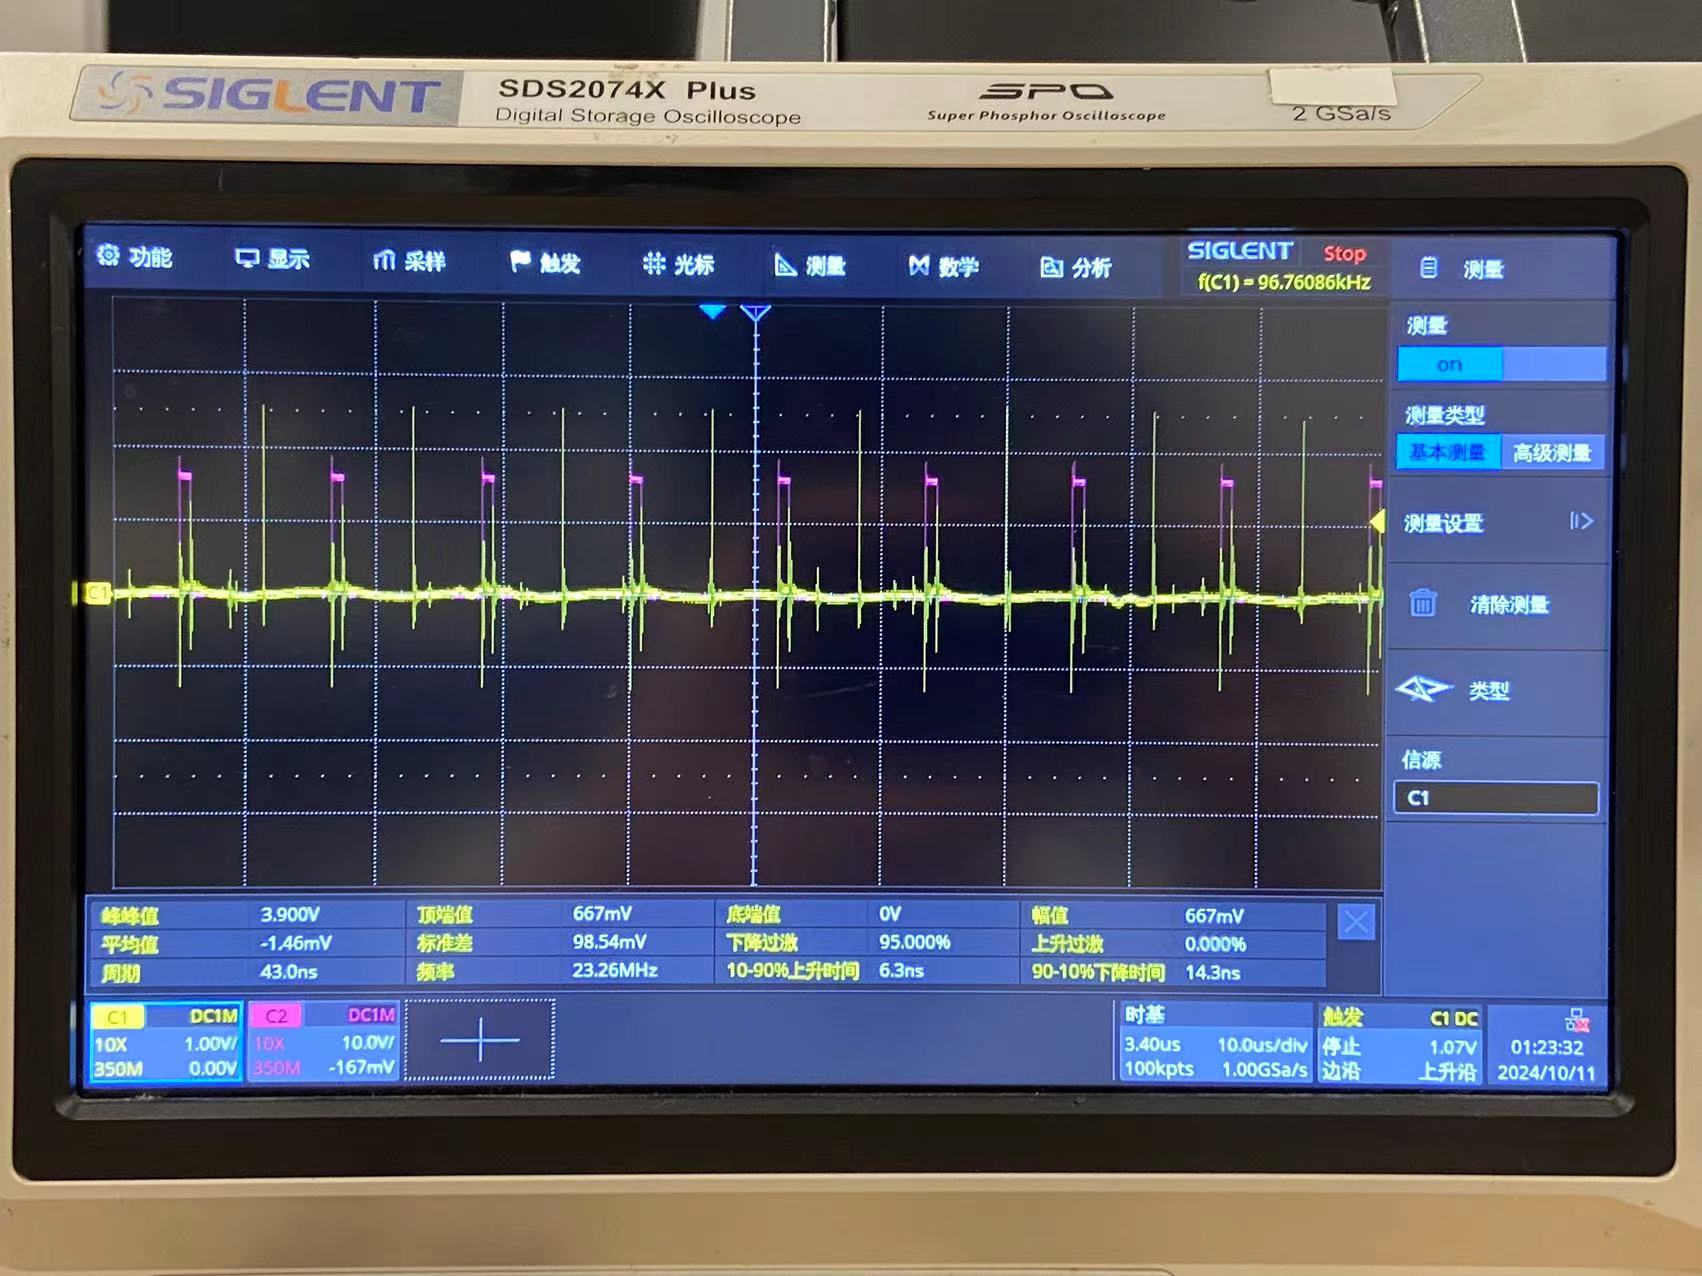 SIGLENT SDS2074X Plus SPO
Digital Storage Oscilloscope Super Phosphor Oscilloscope 2 GSa/s
功能 显示 采样 触发 光标 测量 数学 分析 SIGLENT Stop 测量
f(C1) = 96.76086kHz
测量
on
测量类型
基本测量 高级测量
测量设置
C1
清除测量
类型
信源
C1
峰峰值 3.900V 顶端值 667mV 底端值 0V 幅值 667mV
平均值 -1.46mV 标准差 98.54mV 下降过激 95.000% 上升过激 0.000%
周期 43.0ns 频率 23.26MHz 10-90%上升时间 6.3ns 90-10%下降时间 14.3ns
C1 DC1M C2 DC1M 时基 触发 C1 DC
10X 1.00V/ 10X 10.0V/ 3.40us 10.0us/div 停止 1.07V 01:23:32
350M 0.00V 350M -167mV 100kpts 1.00GSa/s 边沿 上升沿 2024/10/11